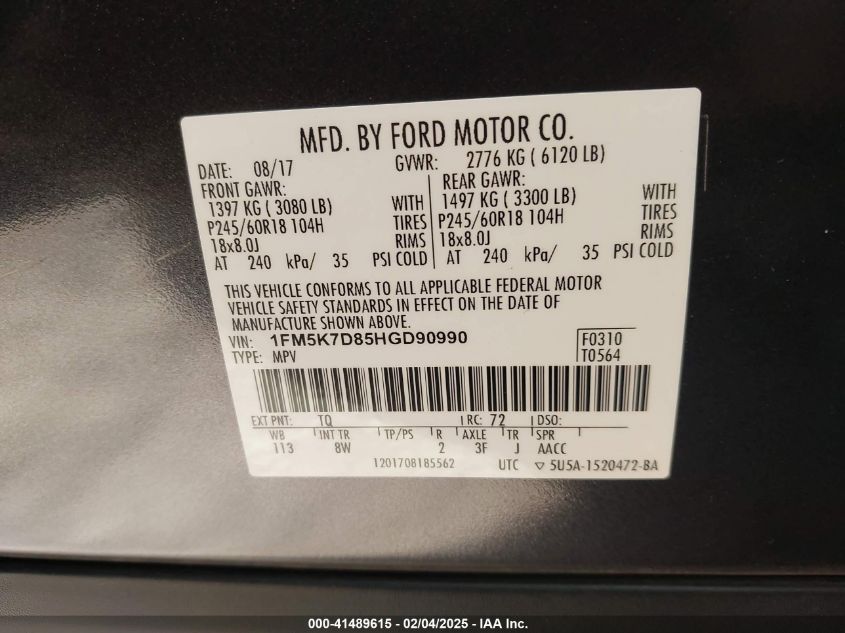 MFD. BY FORD MOTOR CO.
DATE: 08/17 GVWR: 2776 KG ( 6120 LB)
FRONT GAWR: REAR GAWR:
1397 KG ( 3080 LB) WITH 1497 KG ( 3300 LB) WITH
P245/60R18 104H TIRES P245/60R18 104H TIRES
18x8.0J RIMS 18x8.0J RIMS
AT 240 kPa/ 35 PSI COLD AT 240 kPa/ 35 PSI COLD
THIS VEHICLE CONFORMS TO ALL APPLICABLE FEDERAL MOTOR
VEHICLE SAFETY STANDARDS IN EFFECT ON THE DATE OF
MANUFACTURE SHOWN ABOVE.
VIN: 1FM5K7D85HGD90990 F0310
TYPE: MPV T0564
EXT PNT: TQ RC: 72 DSO:
WB INT TR TP/PS R AXLE TR SPR
113 8W 2 3F J AACC
1201708185562 UTC ▽ 5U5A-1520472-BA
000-41489615 - 02/04/2025 - IAA Inc.